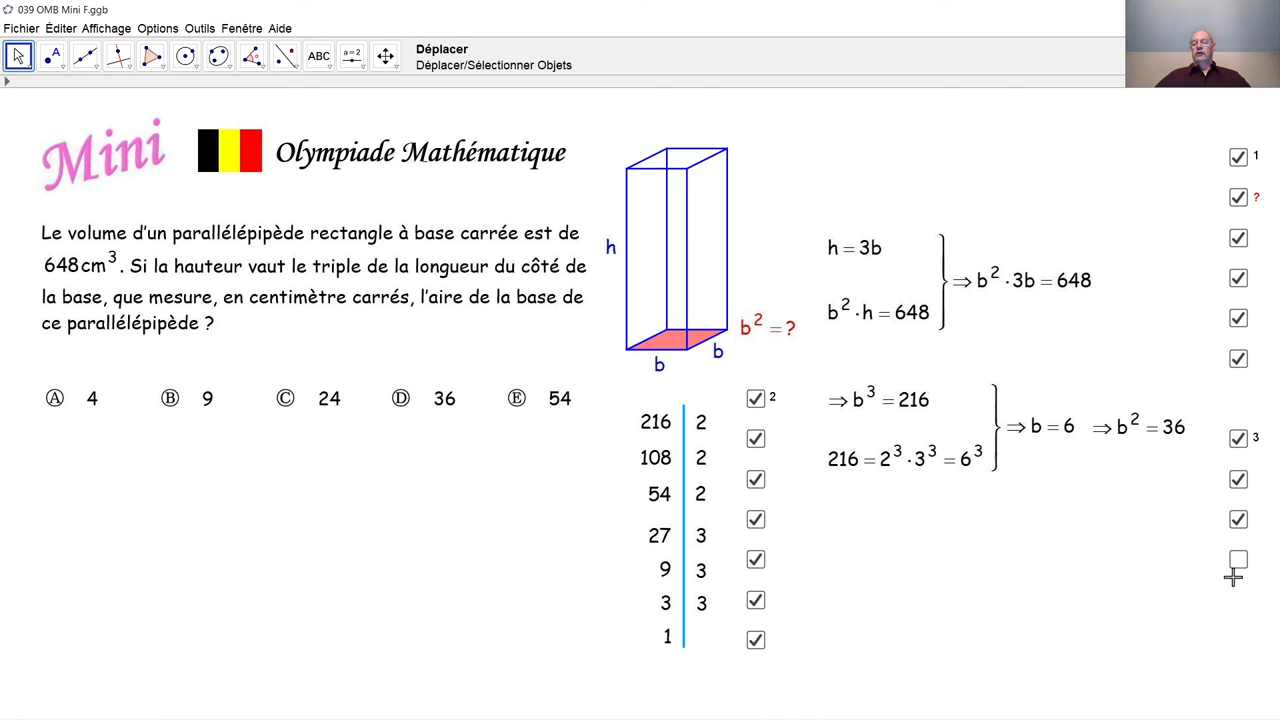 039 OMB Mini F.ggb
Fichier Éditer Affichage Options Outils Fenêtre Aide
A
ABC
a=2
Déplacer
Déplacer/Sélectionner Objets
Mini
Olympiade Mathématique
Le volume d'un parallélépipède rectangle à base carrée est de
648 cm³. Si la hauteur vaut le triple de la longueur du côté de
la base, que mesure, en centimètre carrés, l'aire de la base de
ce parallélépipède ?
Ⓐ 4 Ⓑ 9 Ⓒ 24 Ⓓ 36 Ⓔ 54
h
b² = ?
b
b
h = 3b
b² · h = 648
⇒ b² · 3b = 648
1
?
216 2
108 2
54 2
27 3
9 3
3 3
1
2
⇒ b³ = 216
216 = 2³ · 3³ = 6³
⇒ b = 6 ⇒ b² = 36
3